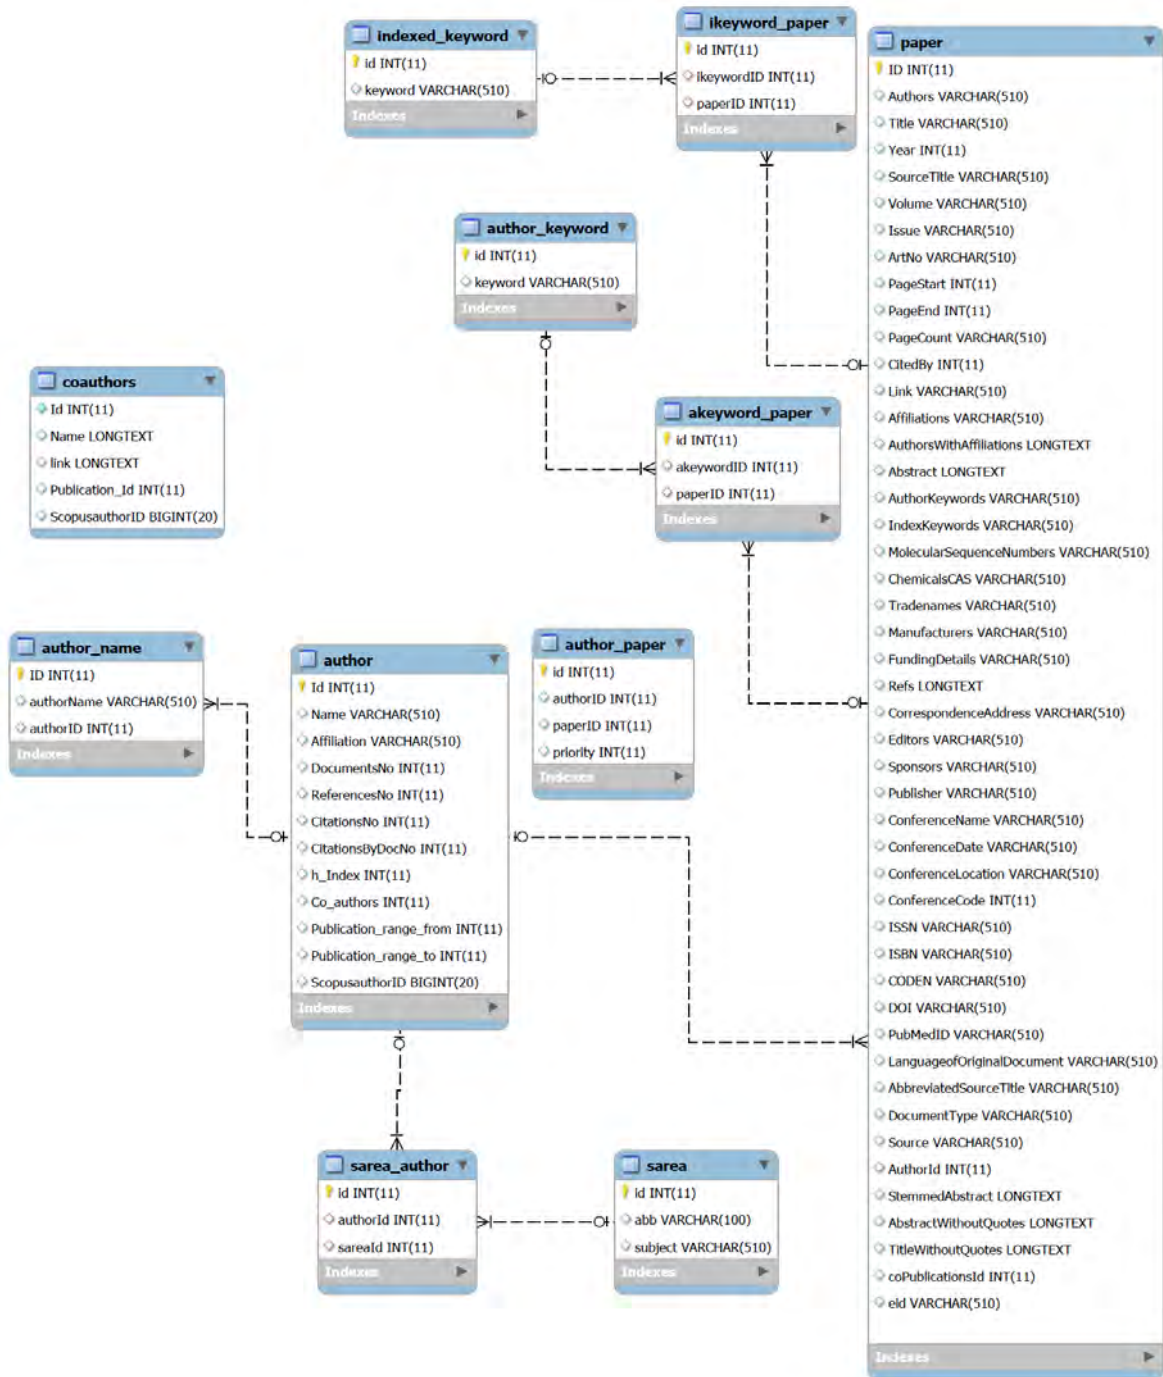 indexed_keyword
id INT(11)
keyword VARCHAR(510)
Indexes
ikeyword_paper
id INT(11)
ikeywordID INT(11)
paperID INT(11)
Indexes
author_keyword
id INT(11)
keyword VARCHAR(510)
Indexes
coauthors
Id INT(11)
Name LONGTEXT
link LONGTEXT
Publication_Id INT(11)
ScopusauthorID BIGINT(20)
akeyword_paper
id INT(11)
akeywordID INT(11)
paperID INT(11)
Indexes
author_name
ID INT(11)
authorName VARCHAR(510)
authorID INT(11)
Indexes
author
Id INT(11)
Name VARCHAR(510)
Affiliation VARCHAR(510)
DocumentsNo INT(11)
ReferencesNo INT(11)
CitationsNo INT(11)
CitationsByDocNo INT(11)
h_Index INT(11)
Co_authors INT(11)
Publication_range_from INT(11)
Publication_range_to INT(11)
ScopusauthorID BIGINT(20)
Indexes
author_paper
id INT(11)
authorID INT(11)
paperID INT(11)
priority INT(11)
Indexes
sarea_author
id INT(11)
authorId INT(11)
sareaId INT(11)
Indexes
sarea
id INT(11)
abb VARCHAR(100)
subject VARCHAR(510)
Indexes
paper
ID INT(11)
Authors VARCHAR(510)
Title VARCHAR(510)
Year INT(11)
SourceTitle VARCHAR(510)
Volume VARCHAR(510)
Issue VARCHAR(510)
ArtNo VARCHAR(510)
PageStart INT(11)
PageEnd INT(11)
PageCount VARCHAR(510)
CitedBy INT(11)
Link VARCHAR(510)
Affiliations VARCHAR(510)
AuthorsWithAffiliations LONGTEXT
Abstract LONGTEXT
AuthorKeywords VARCHAR(510)
IndexKeywords VARCHAR(510)
MolecularSequenceNumbers VARCHAR(510)
ChemicalsCAS VARCHAR(510)
Tradenames VARCHAR(510)
Manufacturers VARCHAR(510)
FundingDetails VARCHAR(510)
Refs LONGTEXT
CorrespondenceAddress VARCHAR(510)
Editors VARCHAR(510)
Sponsors VARCHAR(510)
Publisher VARCHAR(510)
ConferenceName VARCHAR(510)
ConferenceDate VARCHAR(510)
ConferenceLocation VARCHAR(510)
ConferenceCode INT(11)
ISSN VARCHAR(510)
ISBN VARCHAR(510)
CODEN VARCHAR(510)
DOI VARCHAR(510)
PubMedID VARCHAR(510)
LanguageofOriginalDocument VARCHAR(510)
AbbreviatedSourceTitle VARCHAR(510)
DocumentType VARCHAR(510)
Source VARCHAR(510)
AuthorId INT(11)
StemmedAbstract LONGTEXT
AbstractWithoutQuotes LONGTEXT
TitleWithoutQuotes LONGTEXT
coPublicationsId INT(11)
eid VARCHAR(510)
Indexes